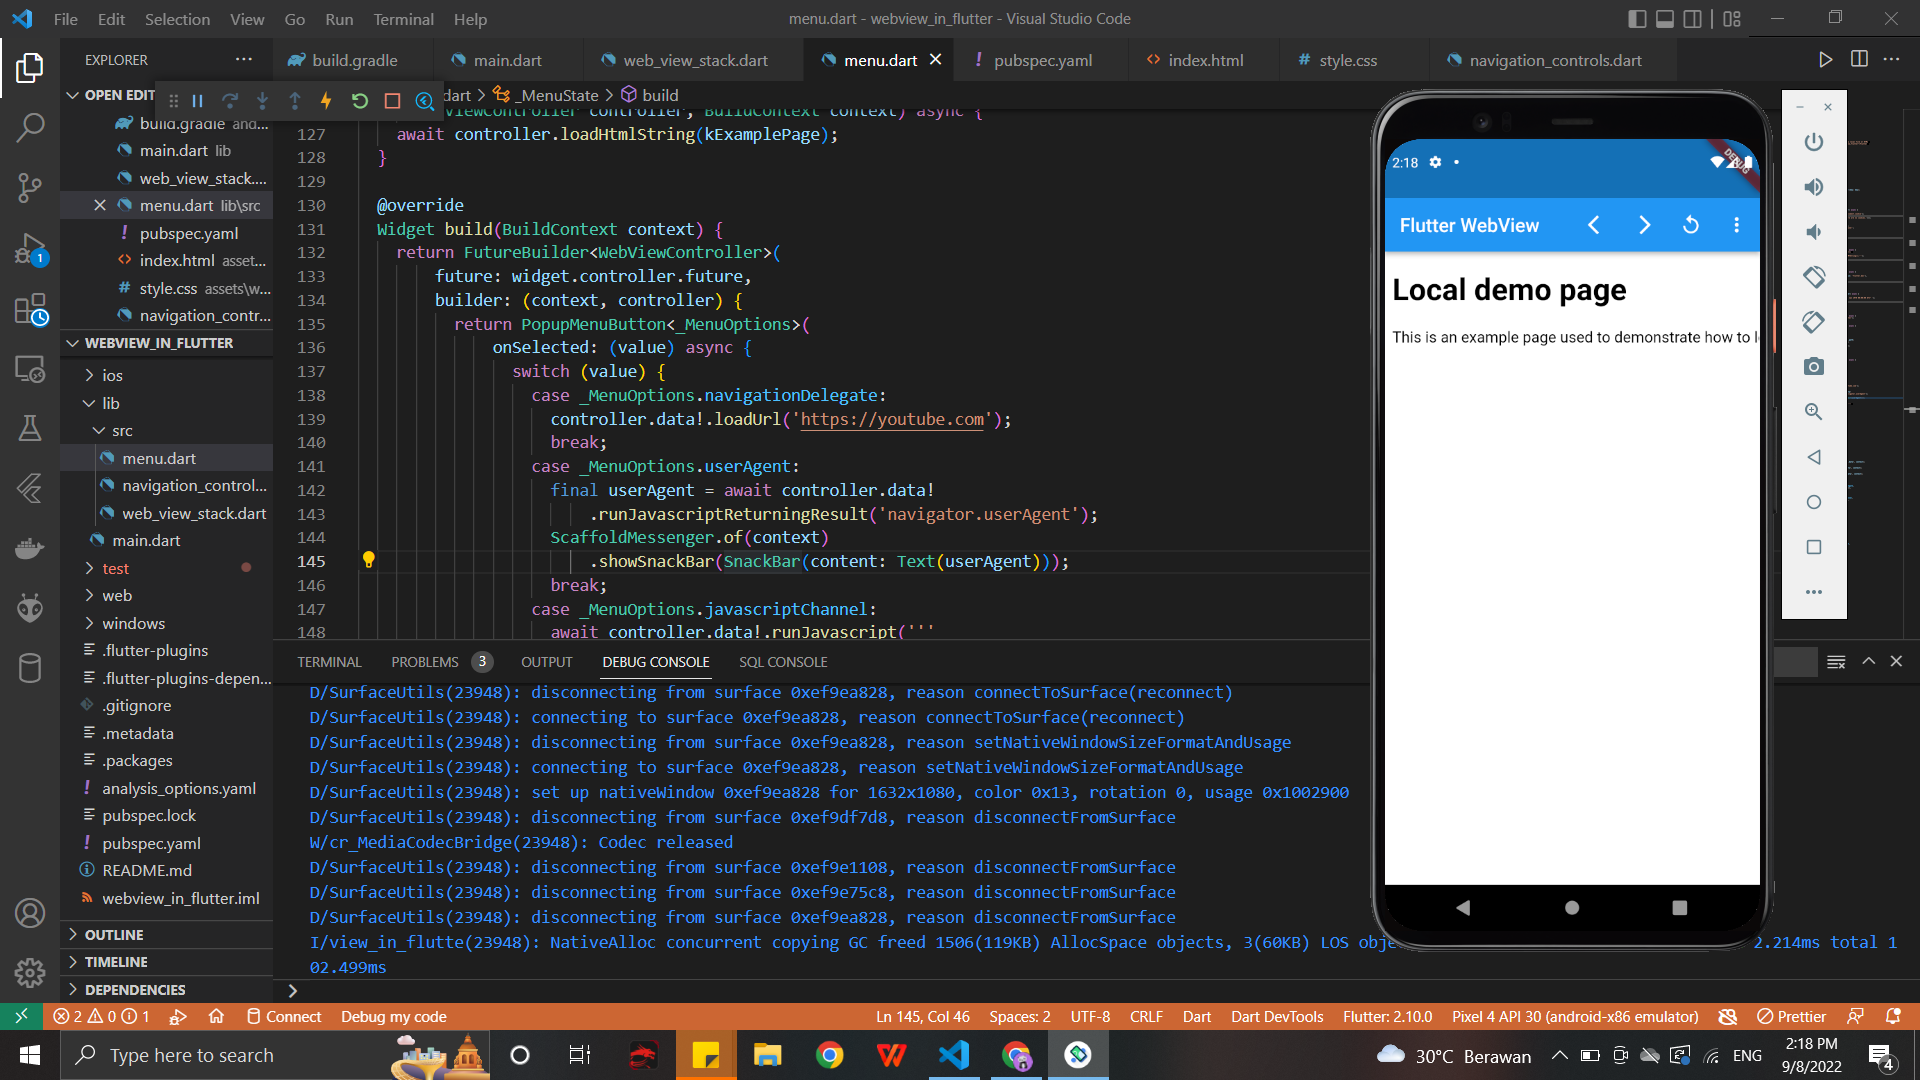 File Edit Selection View Go Run Terminal Help
menu.dart - webview_in_flutter - Visual Studio Code
EXPLORER
build.gradle
main.dart
web_view_stack.dart
menu.dart
! pubspec.yaml
<> index.html
# style.css
navigation_controls.dart
OPEN EDIT
dart > _MenuState > build
build.gradle and...
main.dart lib
web_view_stack....
menu.dart lib\src
! pubspec.yaml
<> index.html asset...
# style.css assets\w...
navigation_contr...
WEBVIEW_IN_FLUTTER
ios
lib
src
menu.dart
navigation_control...
web_view_stack.dart
main.dart
test
web
windows
.flutter-plugins
.flutter-plugins-depen...
.gitignore
.metadata
.packages
! analysis_options.yaml
pubspec.lock
! pubspec.yaml
README.md
webview_in_flutter.iml
OUTLINE
TIMELINE
DEPENDENCIES
1
ViewController controller, BuildContext context) async {
127 await controller.loadHtmlString(kExamplePage);
128 }
129
130 @override
131 Widget build(BuildContext context) {
132 return FutureBuilder<WebViewController>(
133 future: widget.controller.future,
134 builder: (context, controller) {
135 return PopupMenuButton<_MenuOptions>(
136 onSelected: (value) async {
137 switch (value) {
138 case _MenuOptions.navigationDelegate:
139 controller.data!.loadUrl('https://youtube.com');
140 break;
141 case _MenuOptions.userAgent:
142 final userAgent = await controller.data!
143 .runJavascriptReturningResult('navigator.userAgent');
144 ScaffoldMessenger.of(context)
145 .showSnackBar(SnackBar(content: Text(userAgent)));
146 break;
147 case _MenuOptions.javascriptChannel:
148 await controller.data!.runJavascript('''
TERMINAL PROBLEMS 3 OUTPUT DEBUG CONSOLE SQL CONSOLE
D/SurfaceUtils(23948): disconnecting from surface 0xef9ea828, reason connectToSurface(reconnect)
D/SurfaceUtils(23948): connecting to surface 0xef9ea828, reason connectToSurface(reconnect)
D/SurfaceUtils(23948): disconnecting from surface 0xef9ea828, reason setNativeWindowSizeFormatAndUsage
D/SurfaceUtils(23948): connecting to surface 0xef9ea828, reason setNativeWindowSizeFormatAndUsage
D/SurfaceUtils(23948): set up nativeWindow 0xef9ea828 for 1632x1080, color 0x13, rotation 0, usage 0x1002900
D/SurfaceUtils(23948): disconnecting from surface 0xef9df7d8, reason disconnectFromSurface
W/cr_MediaCodecBridge(23948): Codec released
D/SurfaceUtils(23948): disconnecting from surface 0xef9e1108, reason disconnectFromSurface
D/SurfaceUtils(23948): disconnecting from surface 0xef9e75c8, reason disconnectFromSurface
D/SurfaceUtils(23948): disconnecting from surface 0xef9ea828, reason disconnectFromSurface
I/view_in_flutte(23948): NativeAlloc concurrent copying GC freed 1506(119KB) AllocSpace objects, 3(60KB) LOS obje 2.214ms total 1
02.499ms
2:18
DEBUG
Flutter WebView
Local demo page
This is an example page used to demonstrate how to l
2 0 1 Connect Debug my code
Ln 145, Col 46 Spaces: 2 UTF-8 CRLF Dart Dart DevTools Flutter: 2.10.0 Pixel 4 API 30 (android-x86 emulator) Prettier
Type here to search
30°C Berawan
ENG
2:18 PM
9/8/2022
4